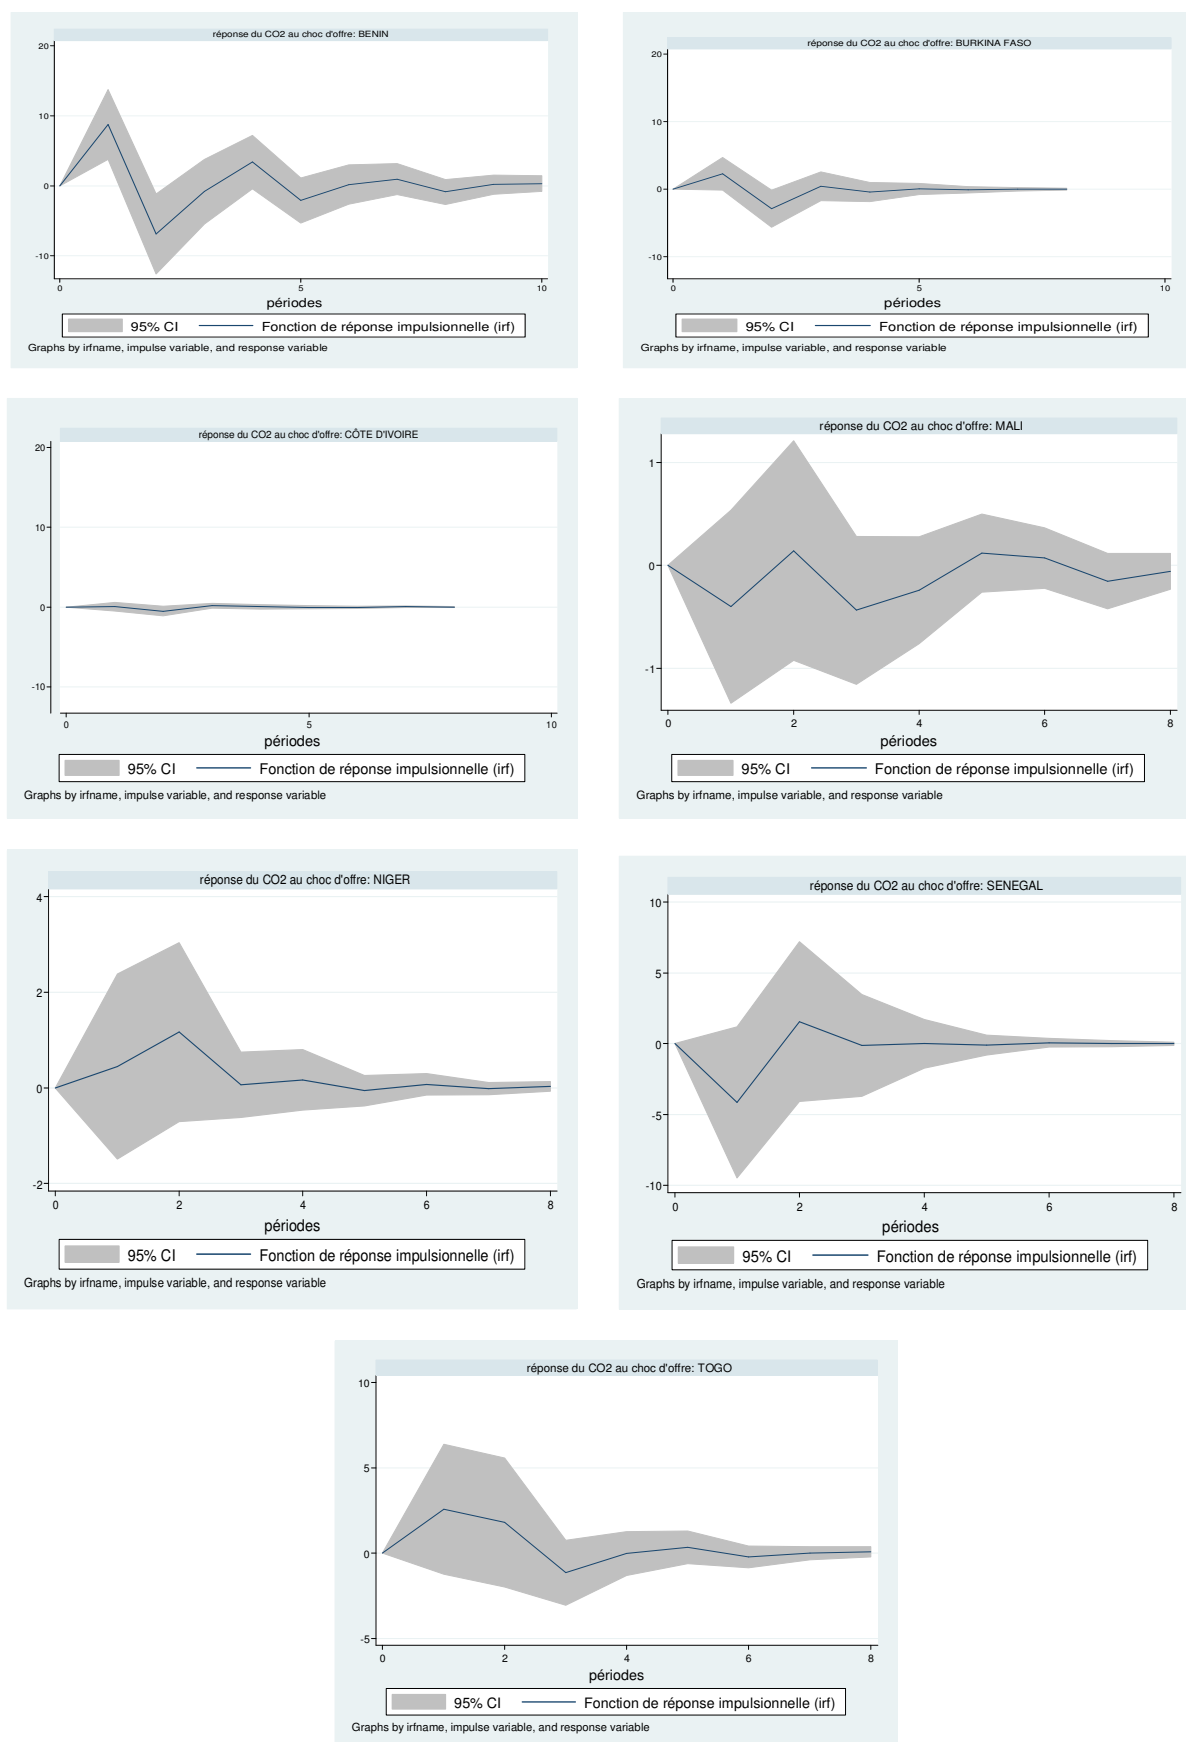 réponse du CO2 au choc d'offre: BENIN
20
10
0
-10
0 5 10
périodes
95% CI Fonction de réponse impulsionnelle (irf)
Graphs by irfname, impulse variable, and response variable
réponse du CO2 au choc d'offre: BURKINA FASO
20
10
0
-10
0 5 10
périodes
95% CI Fonction de réponse impulsionnelle (irf)
Graphs by irfname, impulse variable, and response variable
réponse du CO2 au choc d'offre: CÔTE D'IVOIRE
20
10
0
-10
0 5 10
périodes
95% CI Fonction de réponse impulsionnelle (irf)
Graphs by irfname, impulse variable, and response variable
réponse du CO2 au choc d'offre: MALI
1
0
-1
0 2 4 6 8
périodes
95% CI Fonction de réponse impulsionnelle (irf)
Graphs by irfname, impulse variable, and response variable
réponse du CO2 au choc d'offre: NIGER
4
2
0
-2
0 2 4 6 8
périodes
95% CI Fonction de réponse impulsionnelle (irf)
Graphs by irfname, impulse variable, and response variable
réponse du CO2 au choc d'offre: SENEGAL
10
5
0
-5
-10
0 2 4 6 8
périodes
95% CI Fonction de réponse impulsionnelle (irf)
Graphs by irfname, impulse variable, and response variable
réponse du CO2 au choc d'offre: TOGO
10
5
0
-5
0 2 4 6 8
périodes
95% CI Fonction de réponse impulsionnelle (irf)
Graphs by irfname, impulse variable, and response variable